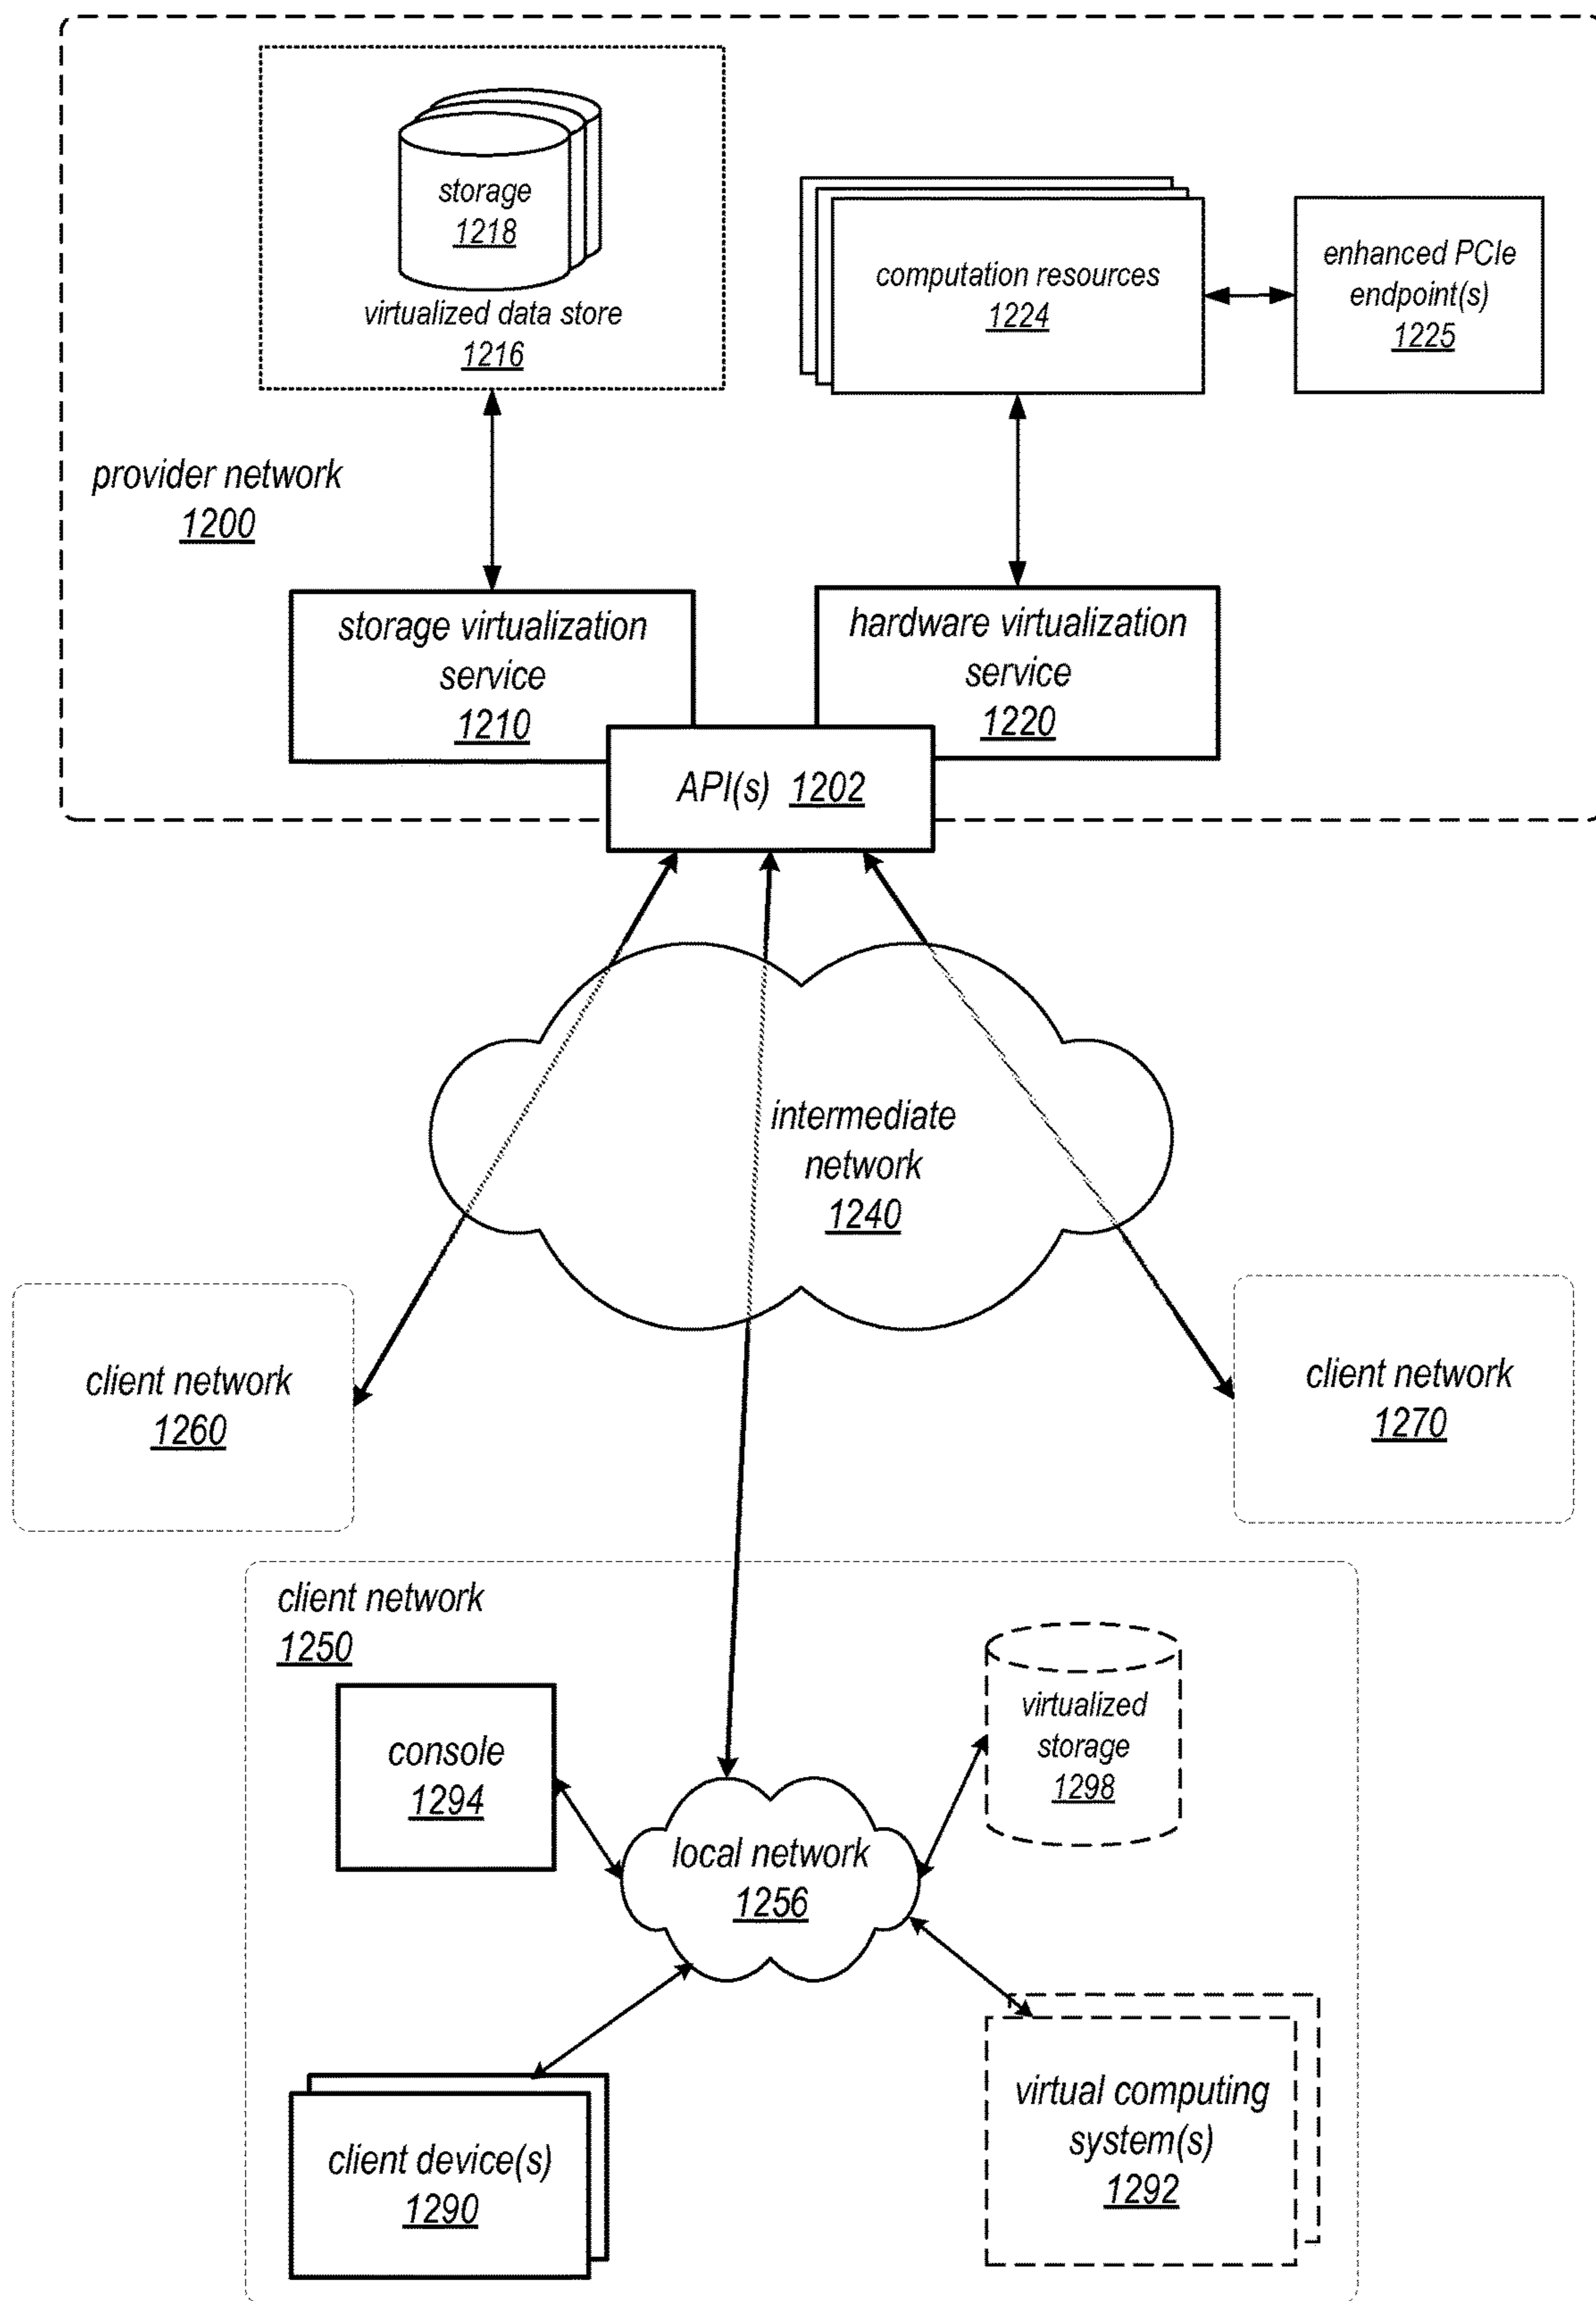 storage
1218
virtualized data store
1216
computation resources
1224
enhanced PCIe
endpoint(s)
1225
provider network
1200
storage virtualization
service
1210
hardware virtualization
service
1220
API(s) 1202
intermediate
network
1240
client network
1260
client network
1270
client network
1250
console
1294
virtualized
storage
1298
local network
1256
client device(s)
1290
virtual computing
system(s)
1292